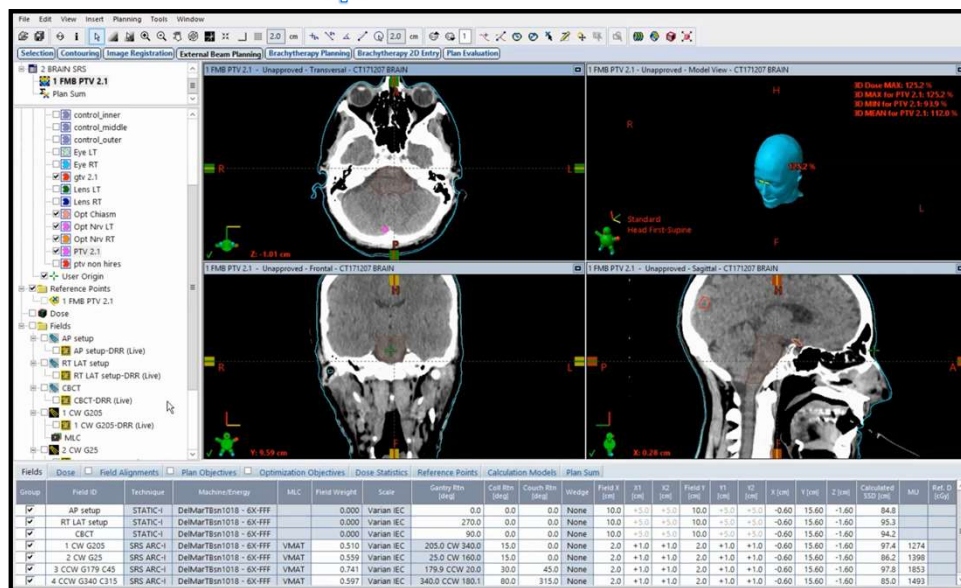 File Edit View Insert Planning Tools Window
2.0 cm 2.0 cm 1
Selection Contouring Image Registration External Beam Planning Brachytherapy Planning Brachytherapy 2D Entry Plan Evaluation
2 BRAIN SRS
1 FMB PTV 2.1
Plan Sum
control_inner
control_middle
control_outer
Eye LT
Eye RT
gtv 2.1
Lens LT
Lens RT
Opt Chiasm
Opt Nrv LT
Opt Nrv RT
PTV 2.1
ptv non hires
User Origin
Reference Points
1 FMB PTV 2.1
Dose
Fields
AP setup
AP setup-DRR (Live)
RT LAT setup
RT LAT setup-DRR (Live)
CBCT
CBCT-DRR (Live)
1 CW G205
1 CW G205-DRR (Live)
MLC
2 CW G25
1 FMB PTV 2.1 - Unapproved - Transversal - CT171207 BRAIN
R
L
P
Z: -1.01 cm
1 FMB PTV 2.1 - Unapproved - Model View - CT171207 BRAIN
3D Dose MAX: 125.2 %
3D MAX for PTV 2.1: 125.2 %
3D MIN for PTV 2.1: 93.9 %
3D MEAN for PTV 2.1: 112.0 %
H
R
125.2 %
L
Standard
Head First-Supine
F
1 FMB PTV 2.1 - Unapproved - Frontal - CT171207 BRAIN
H
R
L
F
Y: 9.59 cm
1 FMB PTV 2.1 - Unapproved - Sagittal - CT171207 BRAIN
H
A
P
F
X: 0.28 cm
Fields Dose Field Alignments Plan Objectives Optimization Objectives Dose Statistics Reference Points Calculation Models Plan Sum
Group Field ID Technique Machine/Energy MLC Field Weight Scale Gantry Rtn [deg] Coll Rtn [deg] Couch Rtn [deg] Wedge Field X [cm] X1 [cm] X2 [cm] Field Y [cm] Y1 [cm] Y2 [cm] X [cm] Y [cm] Z [cm] Calculated SSD [cm] MU Ref. D [cGy]
AP setup STATIC-I DelMarTBsn1018 - 6X-FFF 0.000 Varian IEC 0.0 0.0 0.0 None 10.0 +5.0 +5.0 10.0 +5.0 +5.0 -0.60 15.60 -1.60 84.8
RT LAT setup STATIC-I DelMarTBsn1018 - 6X-FFF 0.000 Varian IEC 270.0 0.0 0.0 None 10.0 +5.0 +5.0 10.0 +5.0 +5.0 -0.60 15.60 -1.60 95.3
CBCT STATIC-I DelMarTBsn1018 - 6X-FFF 0.000 Varian IEC 90.0 0.0 0.0 None 10.0 +5.0 +5.0 10.0 +5.0 +5.0 -0.60 15.60 -1.60 94.2
1 CW G205 SRS ARC-I DelMarTBsn1018 - 6X-FFF VMAT 0.510 Varian IEC 205.0 CW 340.0 15.0 0.0 None 2.0 +1.0 +1.0 2.0 +1.0 +1.0 -0.60 15.60 -1.60 97.4 1274
2 CW G25 SRS ARC-I DelMarTBsn1018 - 6X-FFF VMAT 0.559 Varian IEC 25.0 CW 160.0 15.0 0.0 None 2.0 +1.0 +1.0 2.0 +1.0 +1.0 -0.60 15.60 -1.60 86.2 1398
3 CCW G179 C45 SRS ARC-I DelMarTBsn1018 - 6X-FFF VMAT 0.741 Varian IEC 179.9 CCW 20.0 30.0 45.0 None 2.0 +1.0 +1.0 2.0 +1.0 +1.0 -0.60 15.60 -1.60 97.8 1853
4 CCW G340 C315 SRS ARC-I DelMarTBsn1018 - 6X-FFF VMAT 0.597 Varian IEC 340.0 CCW 180.1 80.0 315.0 None 2.0 +1.0 +1.0 2.0 +1.0 +1.0 -0.60 15.60 -1.60 85.0 1493